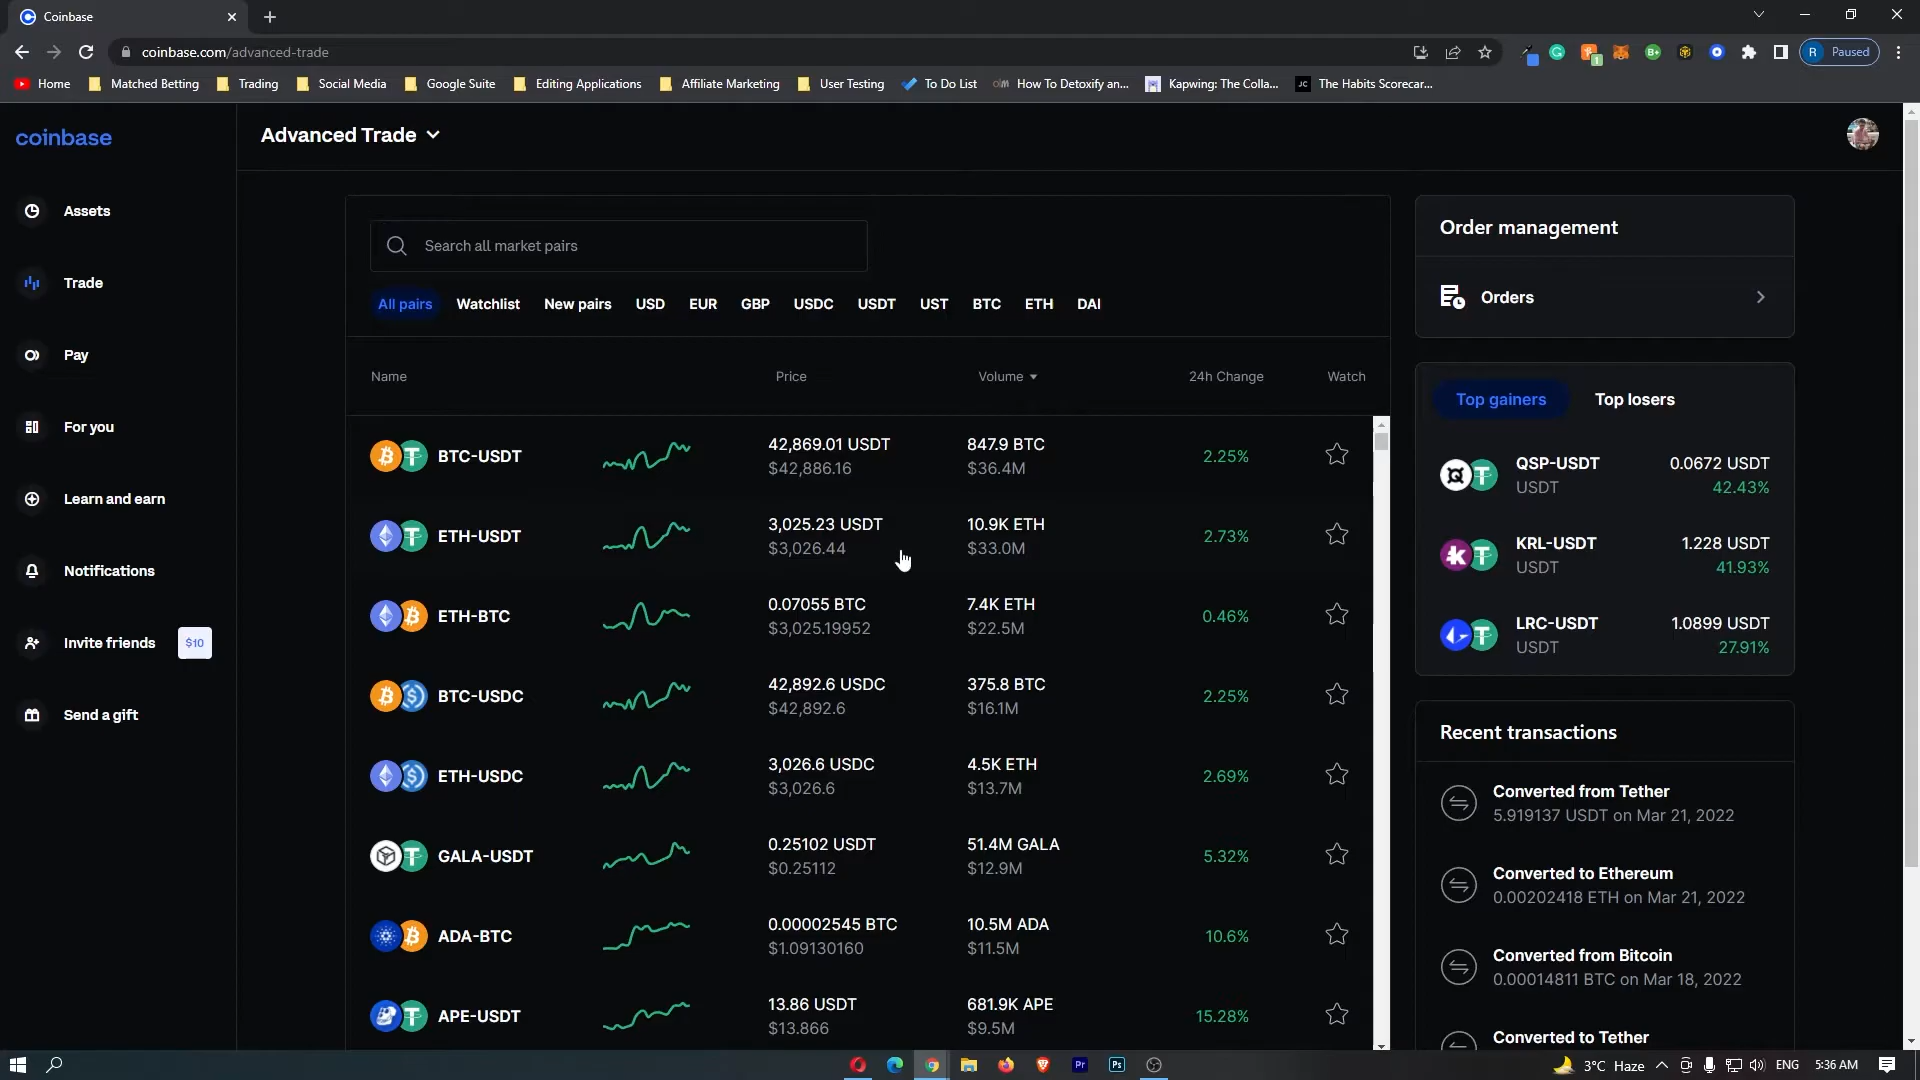 Coinbase
coinbase.com/advanced-trade
R Paused
Home
Matched Betting
Trading
Social Media
Google Suite
Editing Applications
Affiliate Marketing
User Testing
To Do List
How To Detoxify an...
Kapwing: The Colla...
JC The Habits Scorecar...
coinbase
Advanced Trade
Assets
Trade
Pay
For you
Learn and earn
Notifications
Invite friends $10
Send a gift
Search all market pairs
All pairs Watchlist New pairs USD EUR GBP USDC USDT UST BTC ETH DAI
Name Price Volume 24h Change Watch
BTC-USDT 42,869.01 USDT 847.9 BTC 2.25%
$42,886.16 $36.4M
ETH-USDT 3,025.23 USDT 10.9K ETH 2.73%
$3,026.44 $33.0M
ETH-BTC 0.07055 BTC 7.4K ETH 0.46%
$3,025.19952 $22.5M
BTC-USDC 42,892.6 USDC 375.8 BTC 2.25%
$42,892.6 $16.1M
ETH-USDC 3,026.6 USDC 4.5K ETH 2.69%
$3,026.6 $13.7M
GALA-USDT 0.25102 USDT 51.4M GALA 5.32%
$0.25112 $12.9M
ADA-BTC 0.00002545 BTC 10.5M ADA 10.6%
$1.09130160 $11.5M
APE-USDT 13.86 USDT 681.9K APE 15.28%
$13.866 $9.5M
Order management
Orders
Top gainers Top losers
QSP-USDT 0.0672 USDT
USDT 42.43%
KRL-USDT 1.228 USDT
USDT 41.93%
LRC-USDT 1.0899 USDT
USDT 27.91%
Recent transactions
Converted from Tether
5.919137 USDT on Mar 21, 2022
Converted to Ethereum
0.00202418 ETH on Mar 21, 2022
Converted from Bitcoin
0.00014811 BTC on Mar 18, 2022
Converted to Tether
Pr
Ps
3°C Haze
ENG
5:36 AM